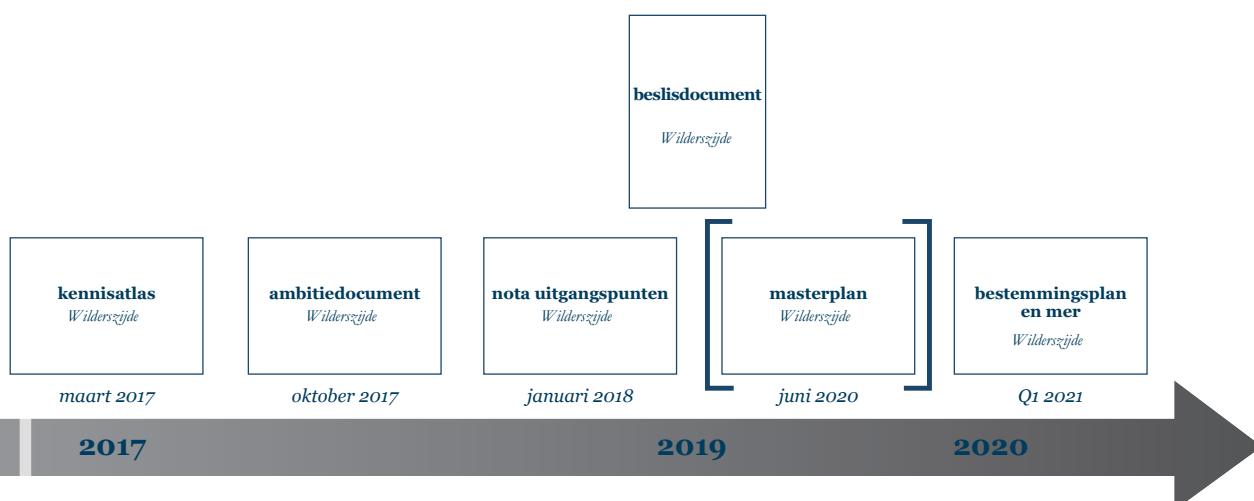 beslisdocument
Wilderszijde
kennisatlas
Wilderszijde
maart 2017
ambitiedocument
Wilderszijde
oktober 2017
nota uitgangspunten
Wilderszijde
januari 2018
masterplan
Wilderszijde
juni 2020
bestemmingsplan
en mer
Wilderszijde
Q1 2021
2017
2019
2020